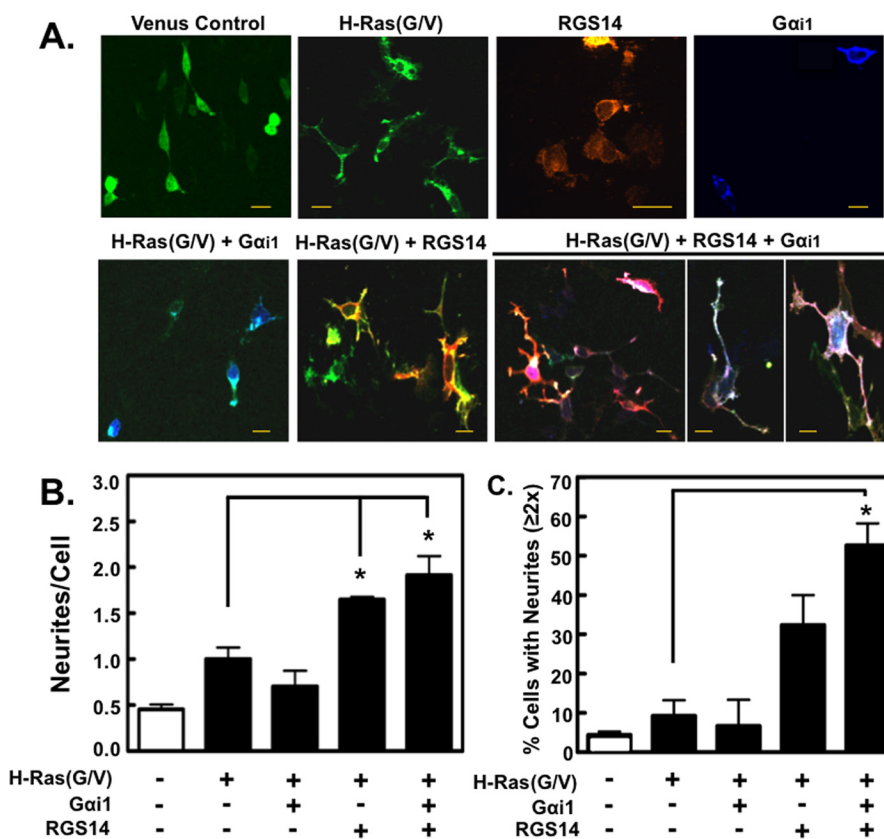 A.
Venus Control H-Ras(G/V) RGS14 Gαi1
H-Ras(G/V) + Gαi1 H-Ras(G/V) + RGS14 H-Ras(G/V) + RGS14 + Gαi1
B.
Neurites/Cell
3.0
2.5
2.0
1.5
1.0
0.5
0.0
* *
H-Ras(G/V) - + + + +
Gαi1 - - + - +
RGS14 - - - + +
C.
% Cells with Neurites (≥2x)
70
60
50
40
30
20
10
0
*
H-Ras(G/V) - + + + +
Gαi1 - - + - +
RGS14 - - - + +